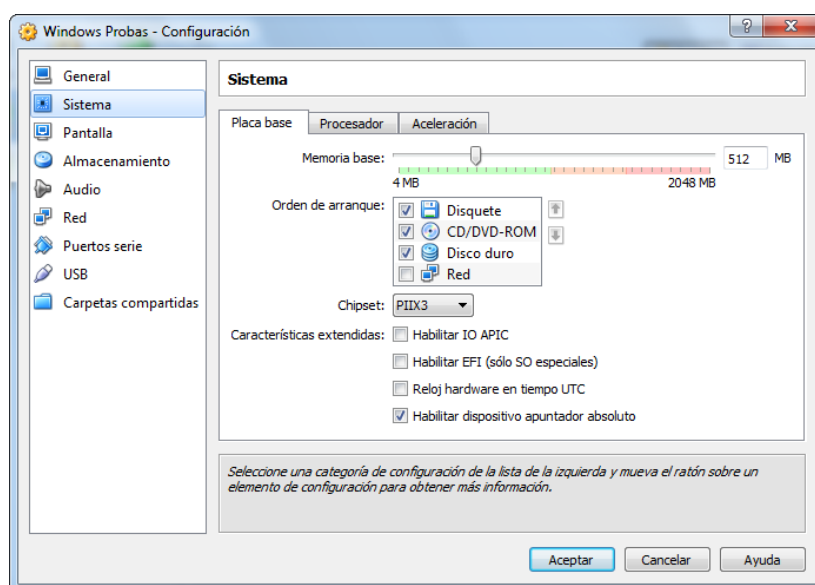 Windows Probas - Configuración
General
Sistema
Pantalla
Almacenamiento
Audio
Red
Puertos serie
USB
Carpetas compartidas
Sistema
Placa base Procesador Aceleración
Memoria base: 512 MB
4 MB 2048 MB
Orden de arranque:
Disquete
CD/DVD-ROM
Disco duro
Red
Chipset: PIIX3
Características extendidas: Habilitar IO APIC
Habilitar EFI (sólo SO especiales)
Reloj hardware en tiempo UTC
Habilitar dispositivo apuntador absoluto
Seleccione una categoría de configuración de la lista de la izquierda y mueva el ratón sobre un
elemento de configuración para obtener más información.
Aceptar Cancelar Ayuda